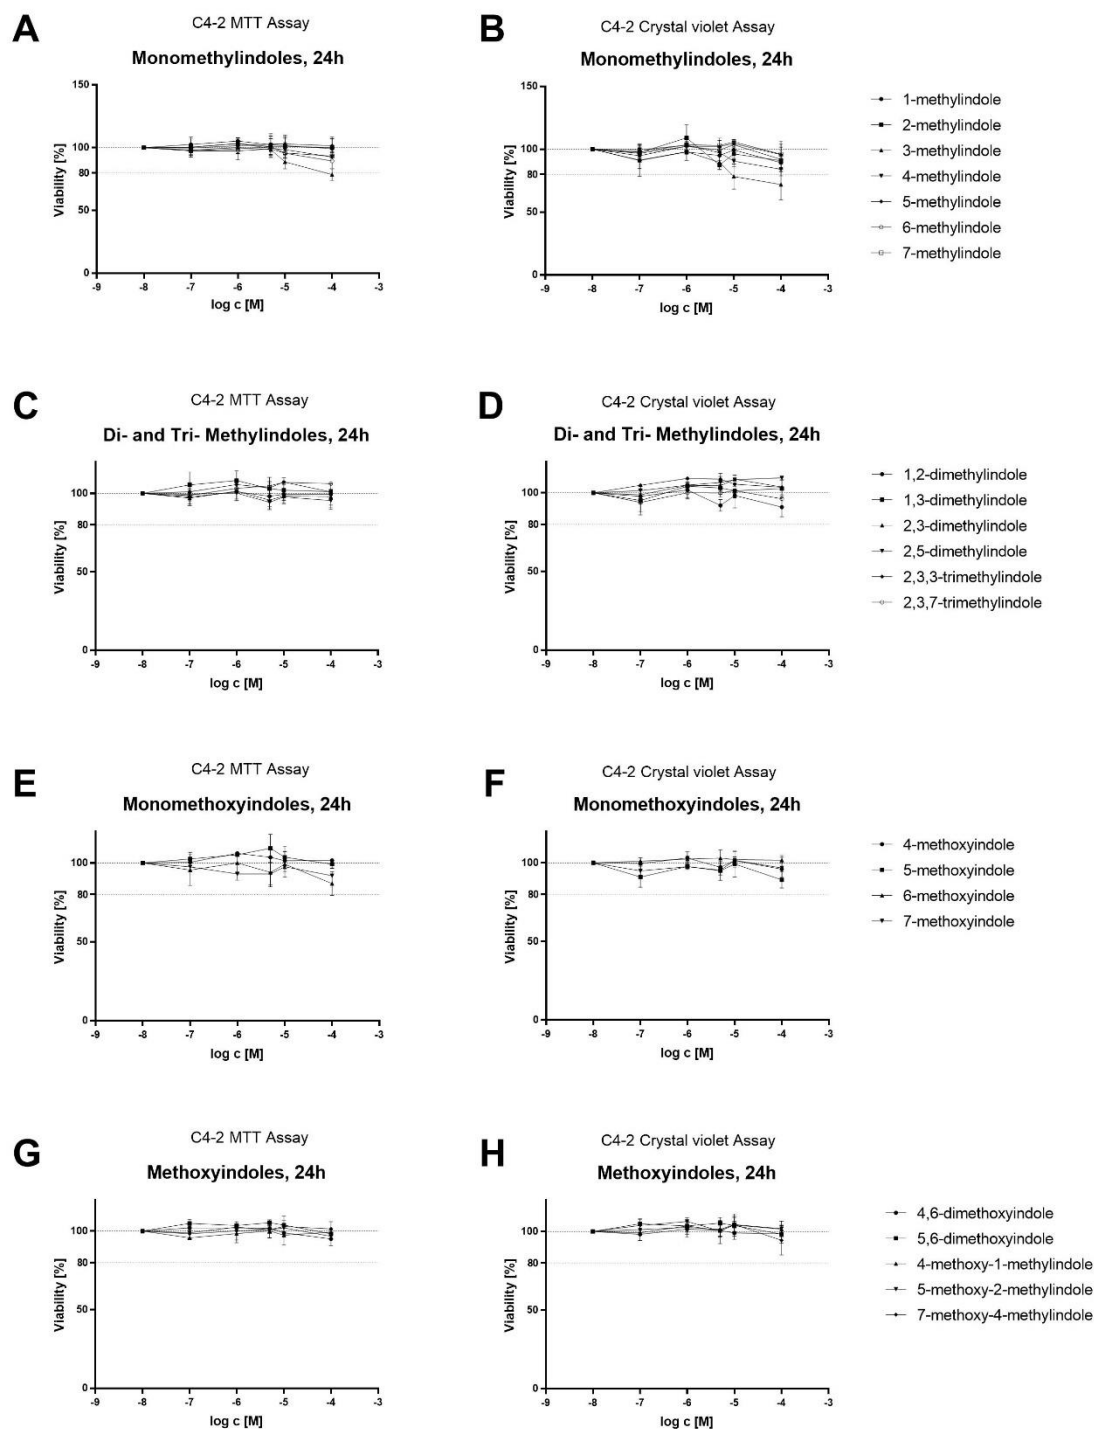 A
C4-2 MTT Assay
Monomethylindoles, 24h
150
100
80
50
0
Viability [%]
-9 -8 -7 -6 -5 -4 -3
log c [M]
B
C4-2 Crystal violet Assay
Monomethylindoles, 24h
150
100
80
50
0
Viability [%]
-9 -8 -7 -6 -5 -4 -3
log c [M]
1-methylindole
2-methylindole
3-methylindole
4-methylindole
5-methylindole
6-methylindole
7-methylindole
C
C4-2 MTT Assay
Di- and Tri- Methylindoles, 24h
100
80
50
0
Viability [%]
-9 -8 -7 -6 -5 -4 -3
log c [M]
D
C4-2 Crystal violet Assay
Di- and Tri- Methylindoles, 24h
100
80
50
0
Viability [%]
-9 -8 -7 -6 -5 -4 -3
log c [M]
1,2-dimethylindole
1,3-dimethylindole
2,3-dimethylindole
2,5-dimethylindole
2,3,3-trimethylindole
2,3,7-trimethylindole
E
C4-2 MTT Assay
Monomethoxyindoles, 24h
100
80
50
0
Viability [%]
-9 -8 -7 -6 -5 -4 -3
log c [M]
F
C4-2 Crystal violet Assay
Monomethoxyindoles, 24h
100
80
50
0
Viability [%]
-9 -8 -7 -6 -5 -4 -3
log c [M]
4-methoxyindole
5-methoxyindole
6-methoxyindole
7-methoxyindole
G
C4-2 MTT Assay
Methoxyindoles, 24h
100
80
50
0
Viability [%]
-9 -8 -7 -6 -5 -4 -3
log c [M]
H
C4-2 Crystal violet Assay
Methoxyindoles, 24h
100
80
50
0
Viability [%]
-9 -8 -7 -6 -5 -4 -3
log c [M]
4,6-dimethoxyindole
5,6-dimethoxyindole
4-methoxy-1-methylindole
5-methoxy-2-methylindole
7-methoxy-4-methylindole